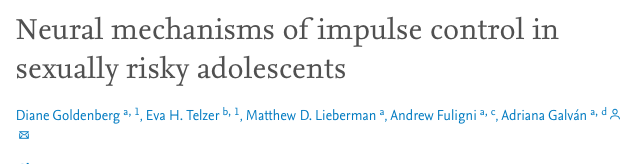 Neural mechanisms of impulse control in
sexually risky adolescents
Diane Goldenberg a, 1, Eva H. Telzer b, 1, Matthew D. Lieberman a, Andrew Fuligni a, c, Adriana Galván a, d